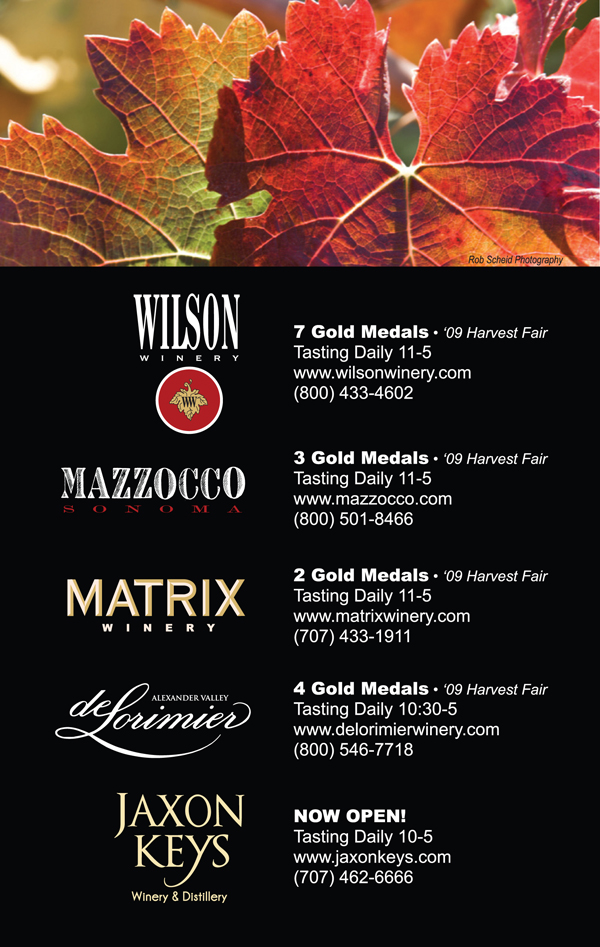 Rob Scheid Photography
WILSON
WINERY
WW
7 Gold Medals • ‘09 Harvest Fair
Tasting Daily 11-5
www.wilsonwinery.com
(800) 433-4602
MAZZOCCO
SONOMA
3 Gold Medals • ‘09 Harvest Fair
Tasting Daily 11-5
www.mazzocco.com
(800) 501-8466
MATRIX
WINERY
2 Gold Medals • ‘09 Harvest Fair
Tasting Daily 11-5
www.matrixwinery.com
(707) 433-1911
ALEXANDER VALLEY
deLorimier
4 Gold Medals • ‘09 Harvest Fair
Tasting Daily 10:30-5
www.delorimierwinery.com
(800) 546-7718
JAXON
KEYS
Winery & Distillery
NOW OPEN!
Tasting Daily 10-5
www.jaxonkeys.com
(707) 462-6666